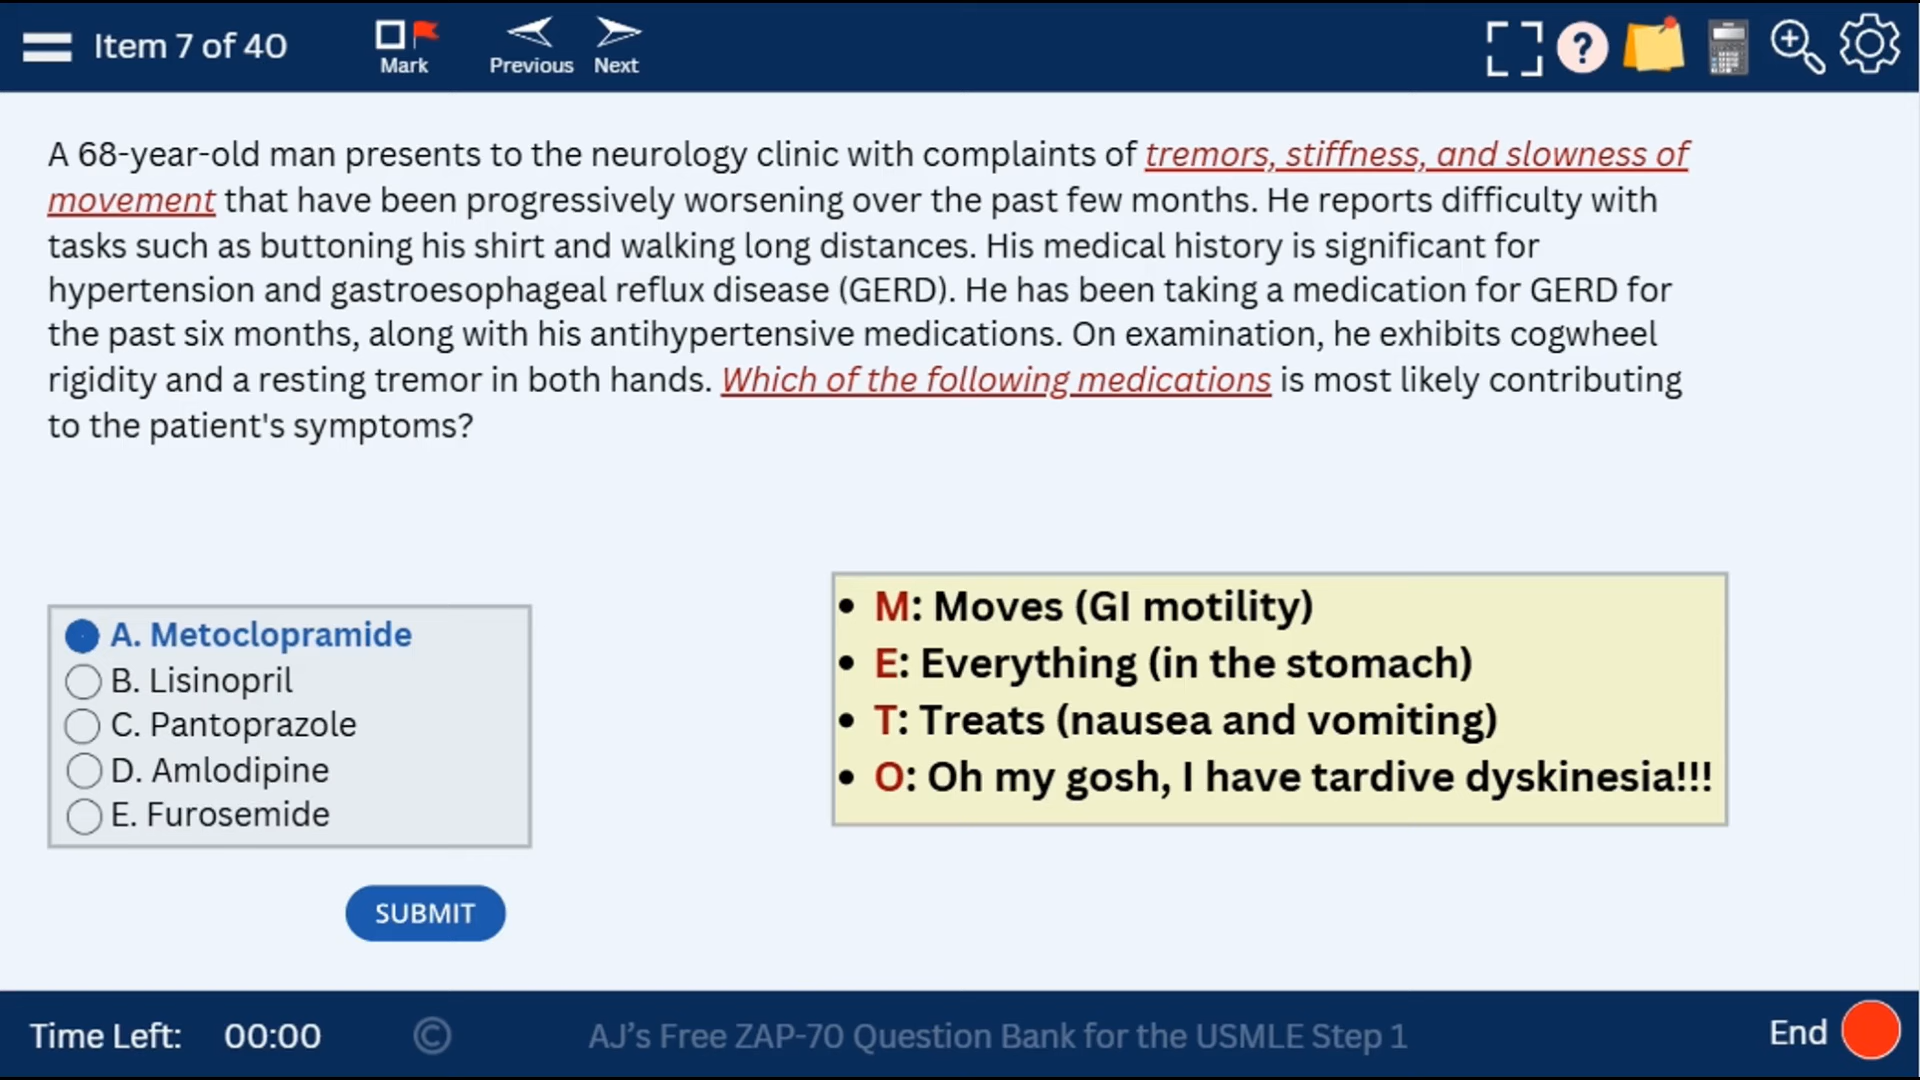 Item 7 of 40
Mark
Previous
Next
?
A 68-year-old man presents to the neurology clinic with complaints of tremors, stiffness, and slowness of
movement that have been progressively worsening over the past few months. He reports difficulty with
tasks such as buttoning his shirt and walking long distances. His medical history is significant for
hypertension and gastroesophageal reflux disease (GERD). He has been taking a medication for GERD for
the past six months, along with his antihypertensive medications. On examination, he exhibits cogwheel
rigidity and a resting tremor in both hands. Which of the following medications is most likely contributing
to the patient's symptoms?
A. Metoclopramide
B. Lisinopril
C. Pantoprazole
D. Amlodipine
E. Furosemide
SUBMIT
• M: Moves (GI motility)
• E: Everything (in the stomach)
• T: Treats (nausea and vomiting)
• O: Oh my gosh, I have tardive dyskinesia!!!
Time Left: 00:00
©
AJ’s Free ZAP-70 Question Bank for the USMLE Step 1
End